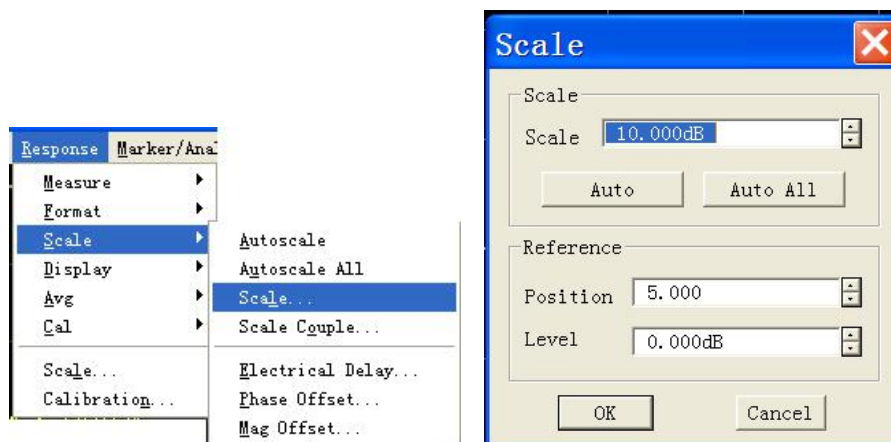 Response Marker/Ana
Measure
Format
Scale
Display
Avg
Cal
Scale...
Calibration...
Autoscale
Autoscale All
Scale...
Scale Couple...
Electrical Delay...
Phase Offset...
Mag Offset...
Scale
Scale
Scale 10.000dB
Auto Auto All
Reference
Position 5.000
Level 0.000dB
OK Cancel